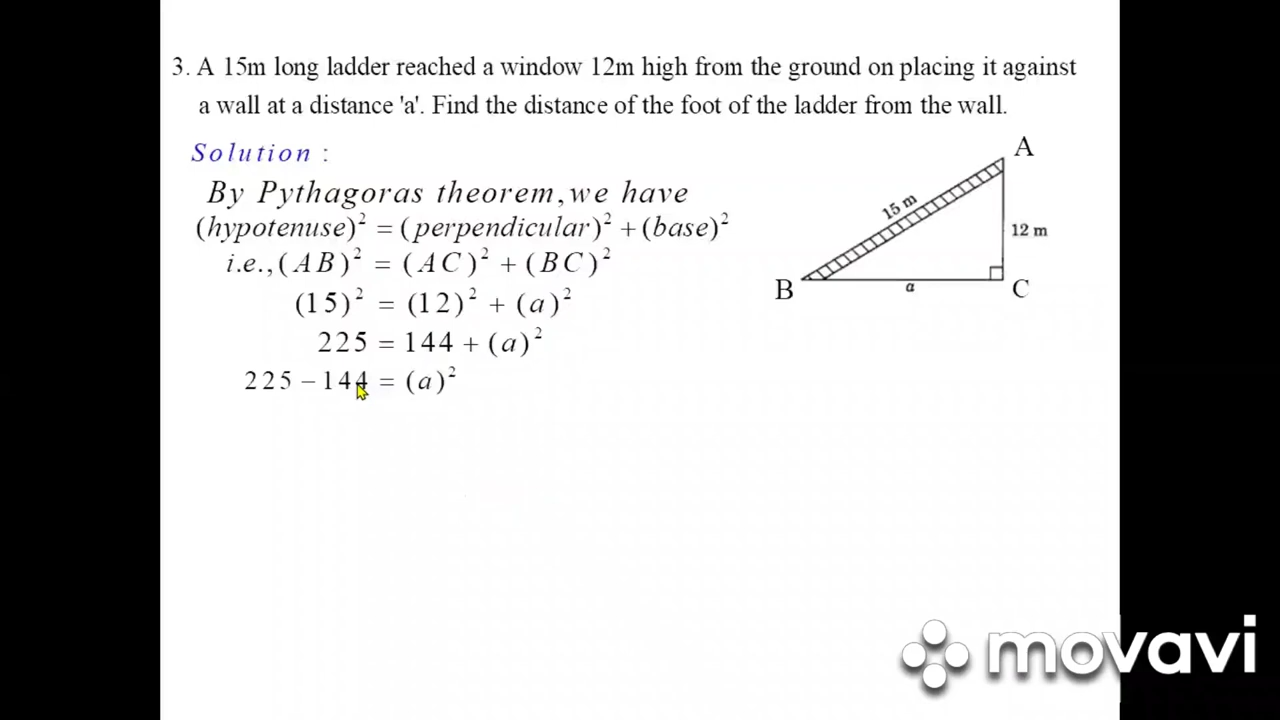 3. A 15m long ladder reached a window 12m high from the ground on placing it against
a wall at a distance 'a'. Find the distance of the foot of the ladder from the wall.
Solution :
By Pythagoras theorem, we have
(hypotenuse)² = (perpendicular)² + (base)²
i.e., (AB)² = (AC)² + (BC)²
(15)² = (12)² + (a)²
225 = 144 + (a)²
225 − 144 = (a)²
A
15 m
12 m
B
a
C
movavi